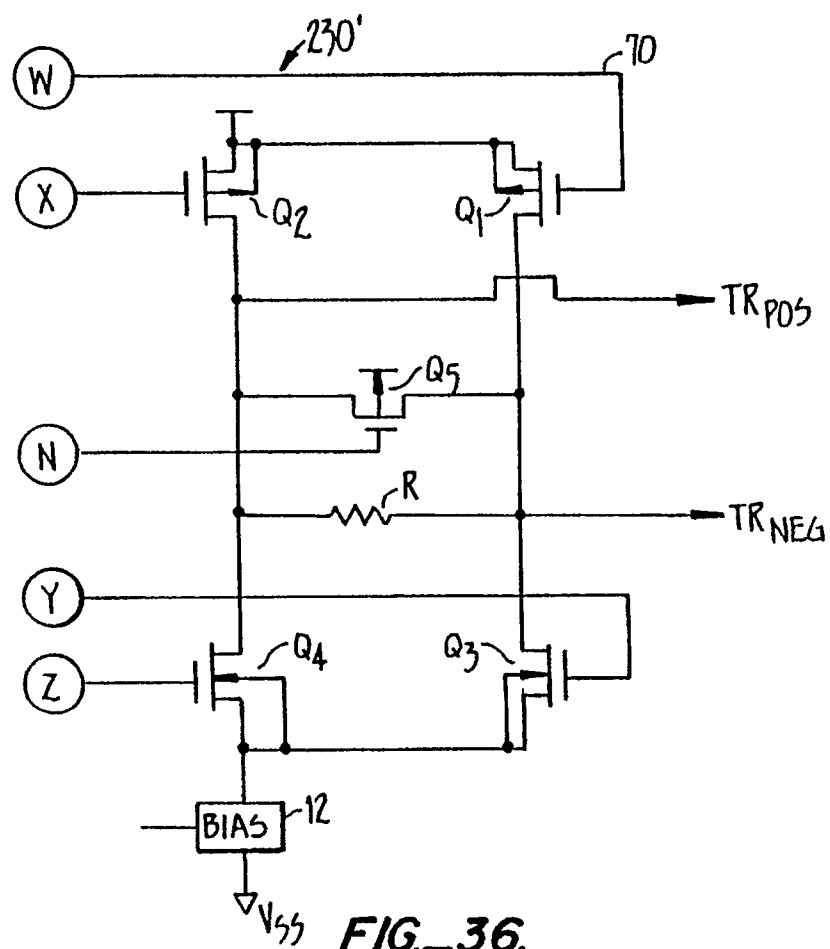 230'
70
W
X
Q2
Q1
TRPOS
Q5
N
R
TRNEG
Y
Q4
Q3
Z
BIAS
12
VSS
FIG_36.